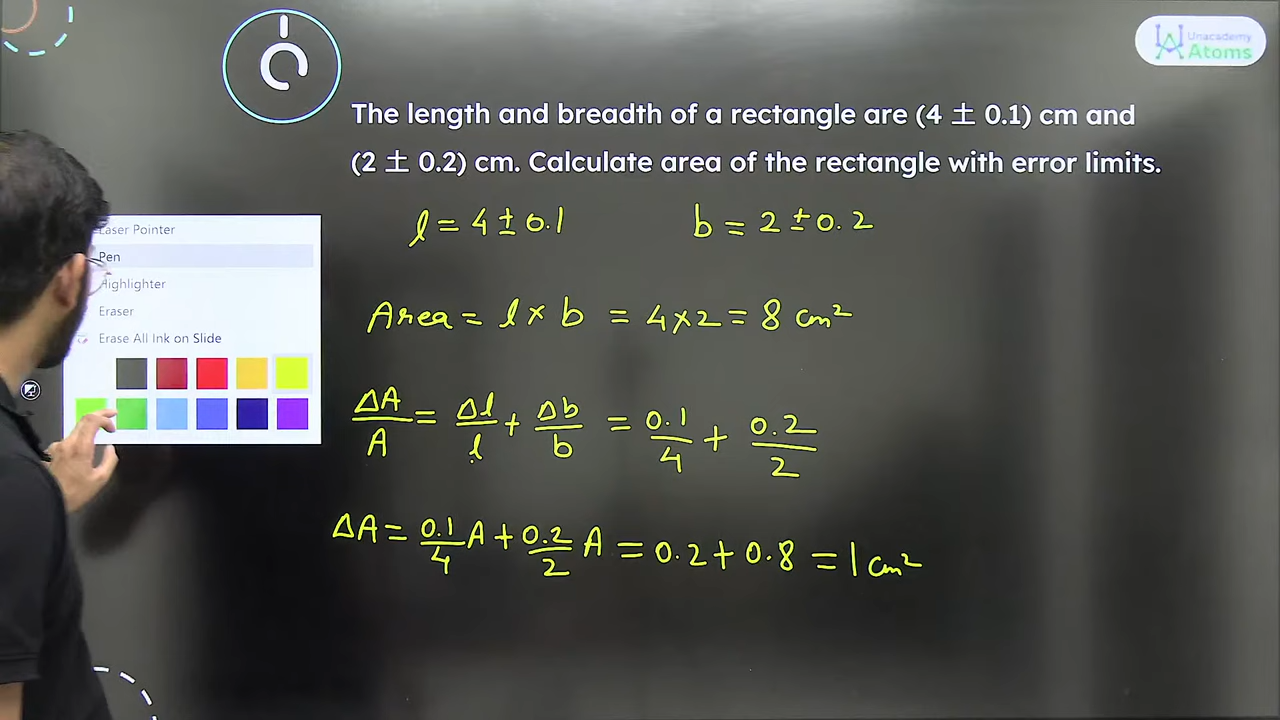 Unacademy
Atoms
The length and breadth of a rectangle are (4 ± 0.1) cm and
(2 ± 0.2) cm. Calculate area of the rectangle with error limits.
l = 4 ± 0.1 b = 2 ± 0.2
Laser Pointer
Pen
Highlighter
Eraser
Erase All Ink on Slide
Area = l × b = 4 × 2 = 8 cm²
ΔA/A = Δl/l + Δb/b = 0.1/4 + 0.2/2
ΔA = 0.1/4 A + 0.2/2 A = 0.2 + 0.8 = 1 cm²